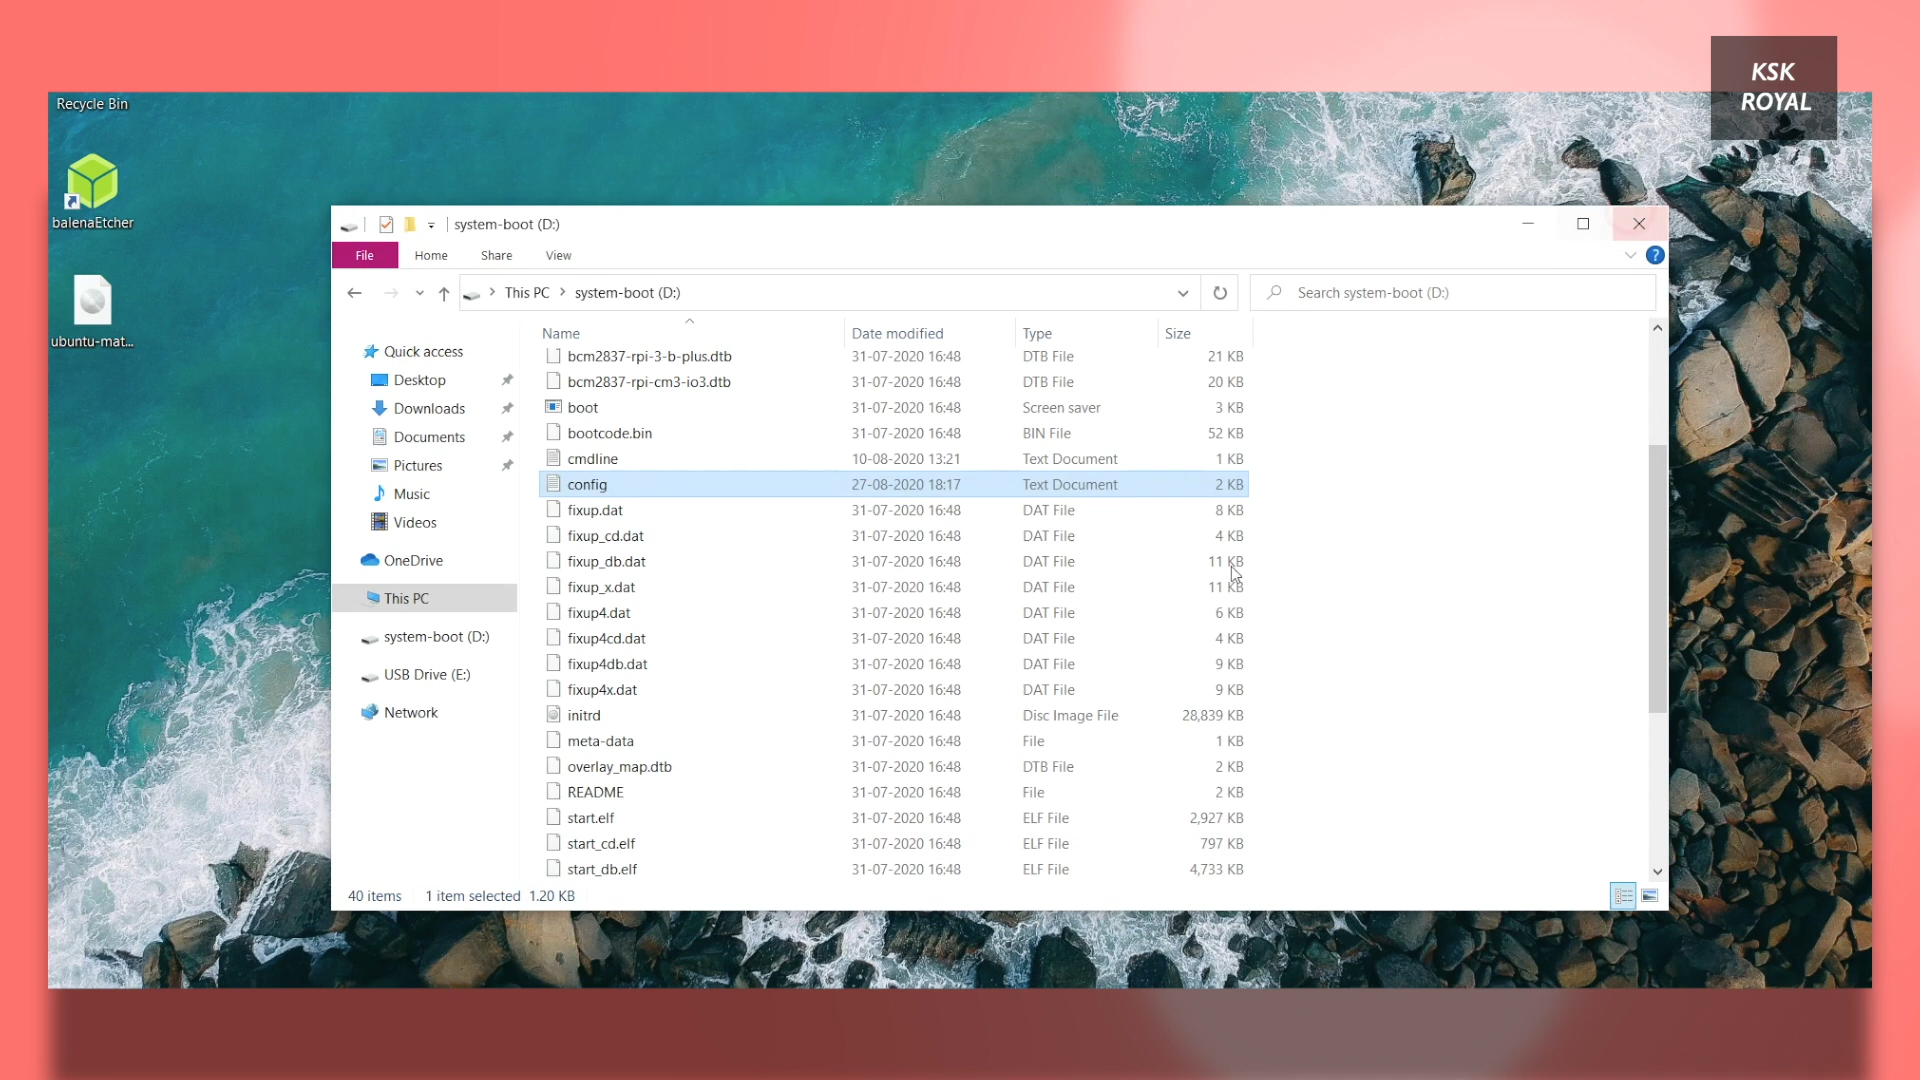 KSK
ROYAL
Recycle Bin
balenaEtcher
ubuntu-mat...
system-boot (D:)
File Home Share View
This PC > system-boot (D:)
Search system-boot (D:)
Quick access
Desktop
Downloads
Documents
Pictures
Music
Videos
OneDrive
This PC
system-boot (D:)
USB Drive (E:)
Network
Name Date modified Type Size
bcm2837-rpi-3-b-plus.dtb 31-07-2020 16:48 DTB File 21 KB
bcm2837-rpi-cm3-io3.dtb 31-07-2020 16:48 DTB File 20 KB
boot 31-07-2020 16:48 Screen saver 3 KB
bootcode.bin 31-07-2020 16:48 BIN File 52 KB
cmdline 10-08-2020 13:21 Text Document 1 KB
config 27-08-2020 18:17 Text Document 2 KB
fixup.dat 31-07-2020 16:48 DAT File 8 KB
fixup_cd.dat 31-07-2020 16:48 DAT File 4 KB
fixup_db.dat 31-07-2020 16:48 DAT File 11 KB
fixup_x.dat 31-07-2020 16:48 DAT File 11 KB
fixup4.dat 31-07-2020 16:48 DAT File 6 KB
fixup4cd.dat 31-07-2020 16:48 DAT File 4 KB
fixup4db.dat 31-07-2020 16:48 DAT File 9 KB
fixup4x.dat 31-07-2020 16:48 DAT File 9 KB
initrd 31-07-2020 16:48 Disc Image File 28,839 KB
meta-data 31-07-2020 16:48 File 1 KB
overlay_map.dtb 31-07-2020 16:48 DTB File 2 KB
README 31-07-2020 16:48 File 2 KB
start.elf 31-07-2020 16:48 ELF File 2,927 KB
start_cd.elf 31-07-2020 16:48 ELF File 797 KB
start_db.elf 31-07-2020 16:48 ELF File 4,733 KB
40 items 1 item selected 1.20 KB